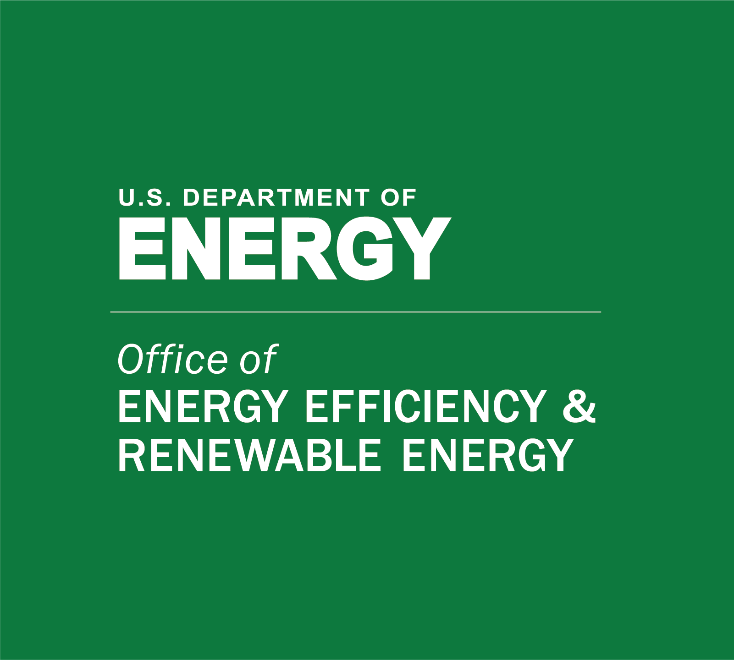 U.S. DEPARTMENT OF
ENERGY
Office of
ENERGY EFFICIENCY &
RENEWABLE ENERGY